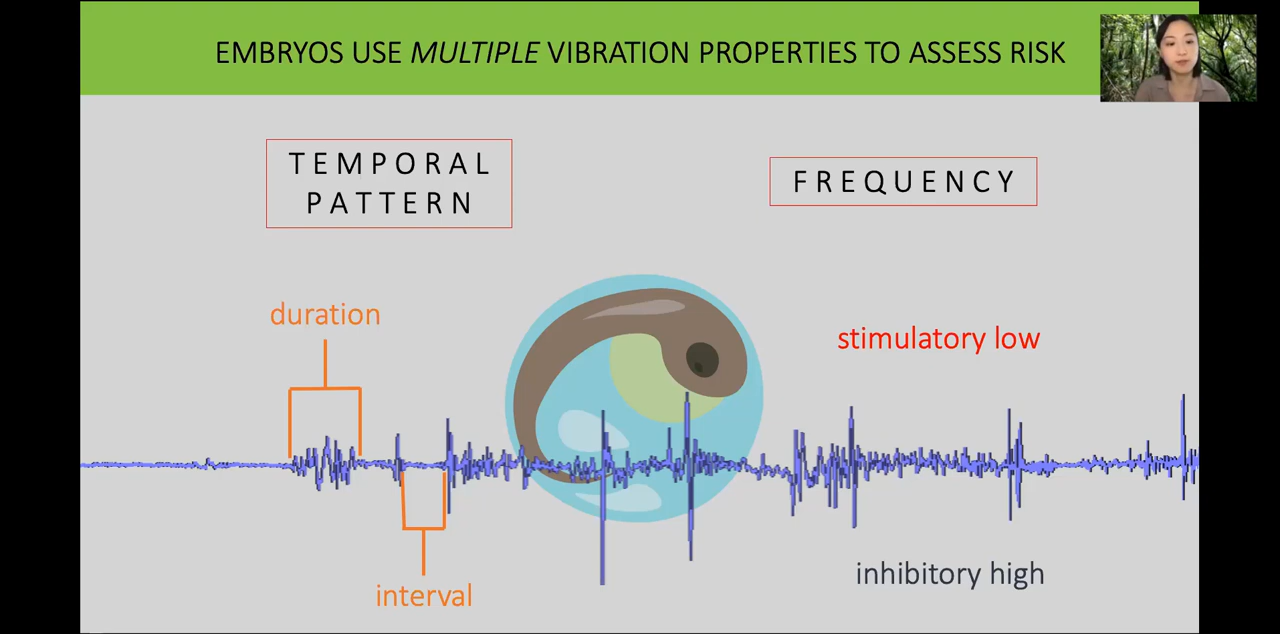 EMBRYOS USE MULTIPLE VIBRATION PROPERTIES TO ASSESS RISK
TEMPORAL
PATTERN
FREQUENCY
duration
stimulatory low
inhibitory high
interval